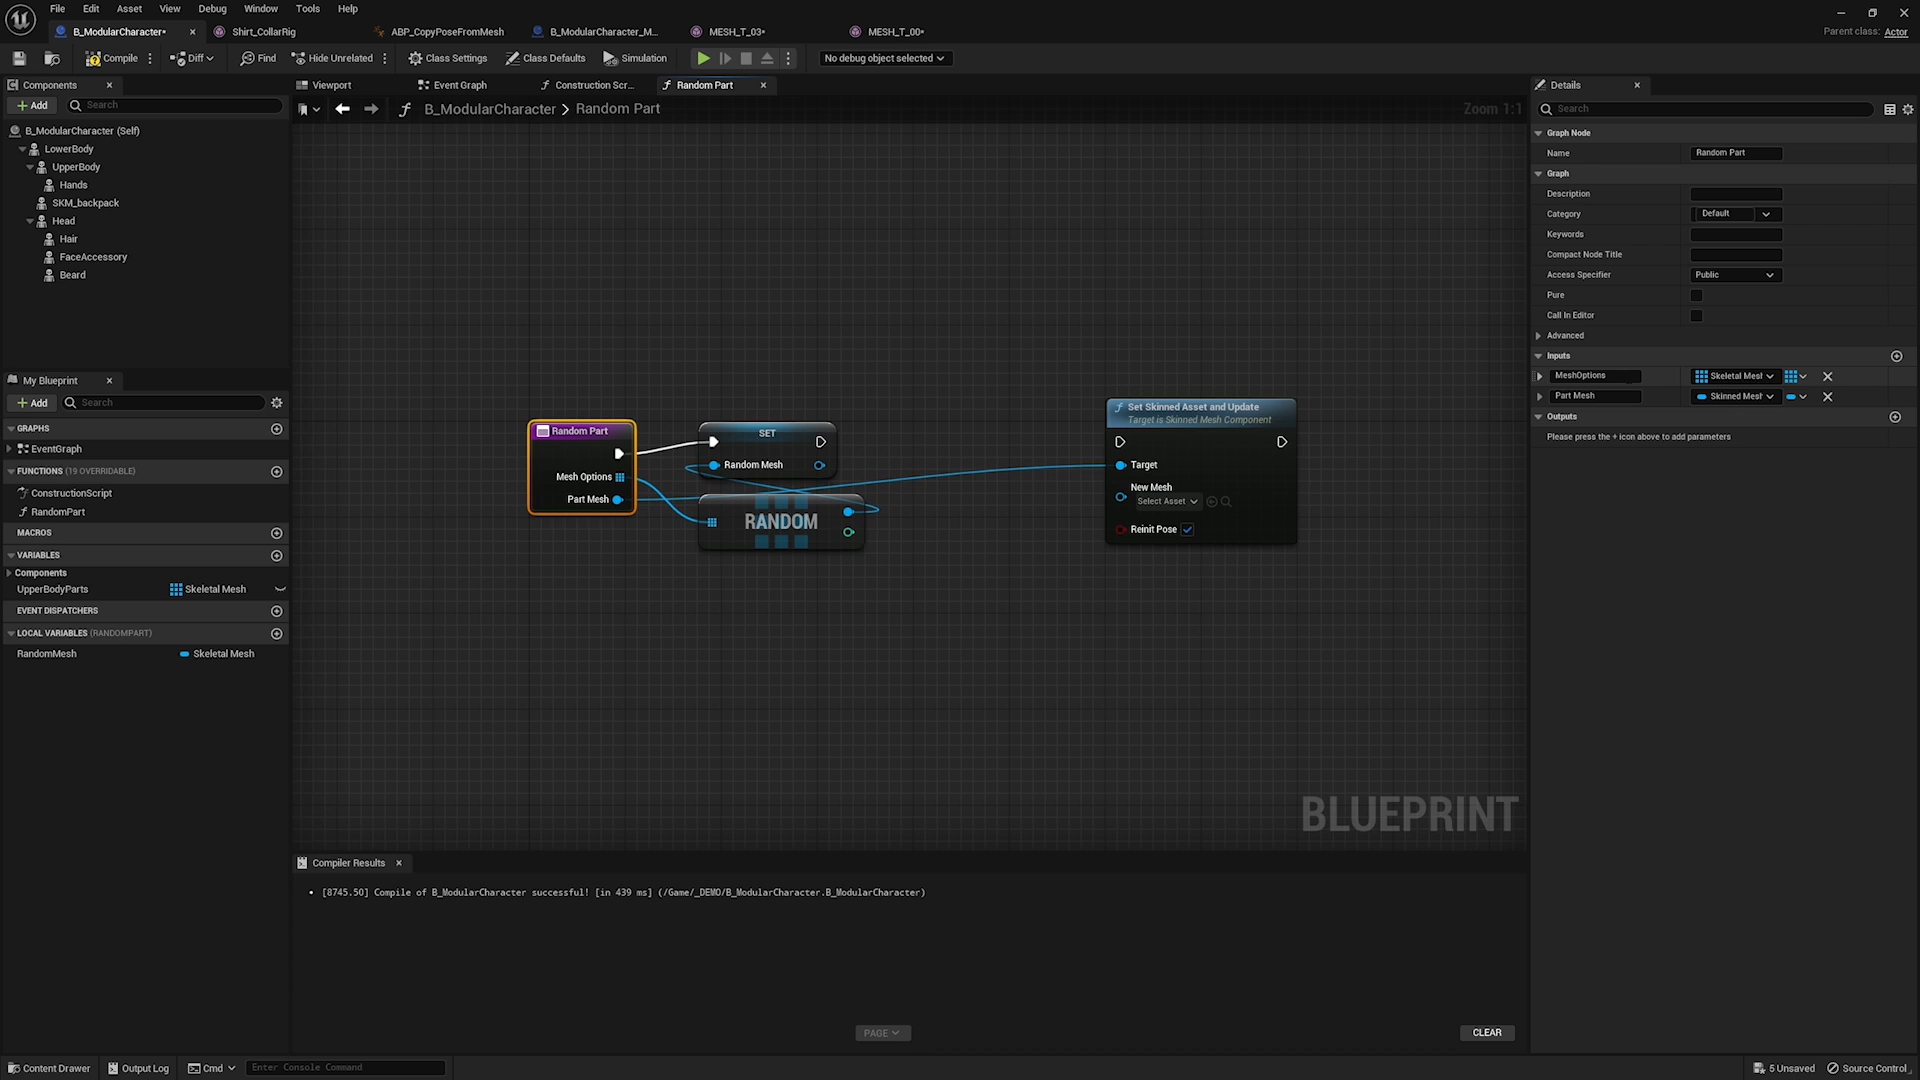 File Edit Asset View Debug Window Tools Help
B_ModularCharacter* Shirt_CollarRig ABP_CopyPoseFromMesh B_ModularCharacter_M... MESH_T_03* MESH_T_00*
Parent class: Actor
Compile Diff Find Hide Unrelated Class Settings Class Defaults Simulation No debug object selected
Components
Add Search
B_ModularCharacter (Self)
LowerBody
UpperBody
Hands
SKM_backpack
Head
Hair
FaceAccessory
Beard
My Blueprint
Add Search
GRAPHS
EventGraph
FUNCTIONS (19 OVERRIDABLE)
ConstructionScript
RandomPart
MACROS
VARIABLES
Components
UpperBodyParts Skeletal Mesh
EVENT DISPATCHERS
LOCAL VARIABLES (RANDOMPART)
RandomMesh Skeletal Mesh
Viewport Event Graph Construction Scr... Random Part
B_ModularCharacter > Random Part Zoom 1:1
Random Part
Mesh Options
Part Mesh
SET
Random Mesh
RANDOM
Set Skinned Asset and Update
Target is Skinned Mesh Component
Target
New Mesh
Select Asset
Reinit Pose
BLUEPRINT
Compiler Results
• [8745.50] Compile of B_ModularCharacter successful! [in 439 ms] (/Game/_DEMO/B_ModularCharacter.B_ModularCharacter)
PAGE CLEAR
Details
Search
Graph Node
Name Random Part
Graph
Description
Category Default
Keywords
Compact Node Title
Access Specifier Public
Pure
Call In Editor
Advanced
Inputs
MeshOptions Skeletal Mesh
Part Mesh Skinned Mesh
Outputs
Please press the + icon above to add parameters
Content Drawer Output Log Cmd Enter Console Command 5 Unsaved Source Control